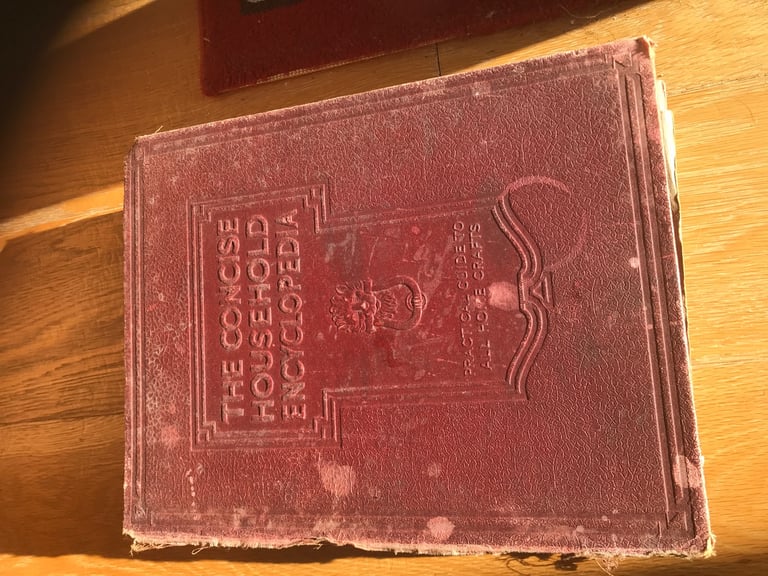 THE CONCISE
HOUSEHOLD
ENCYCLOPEDIA
PRACTICAL GUIDE TO
ALL HOME CRAFTS